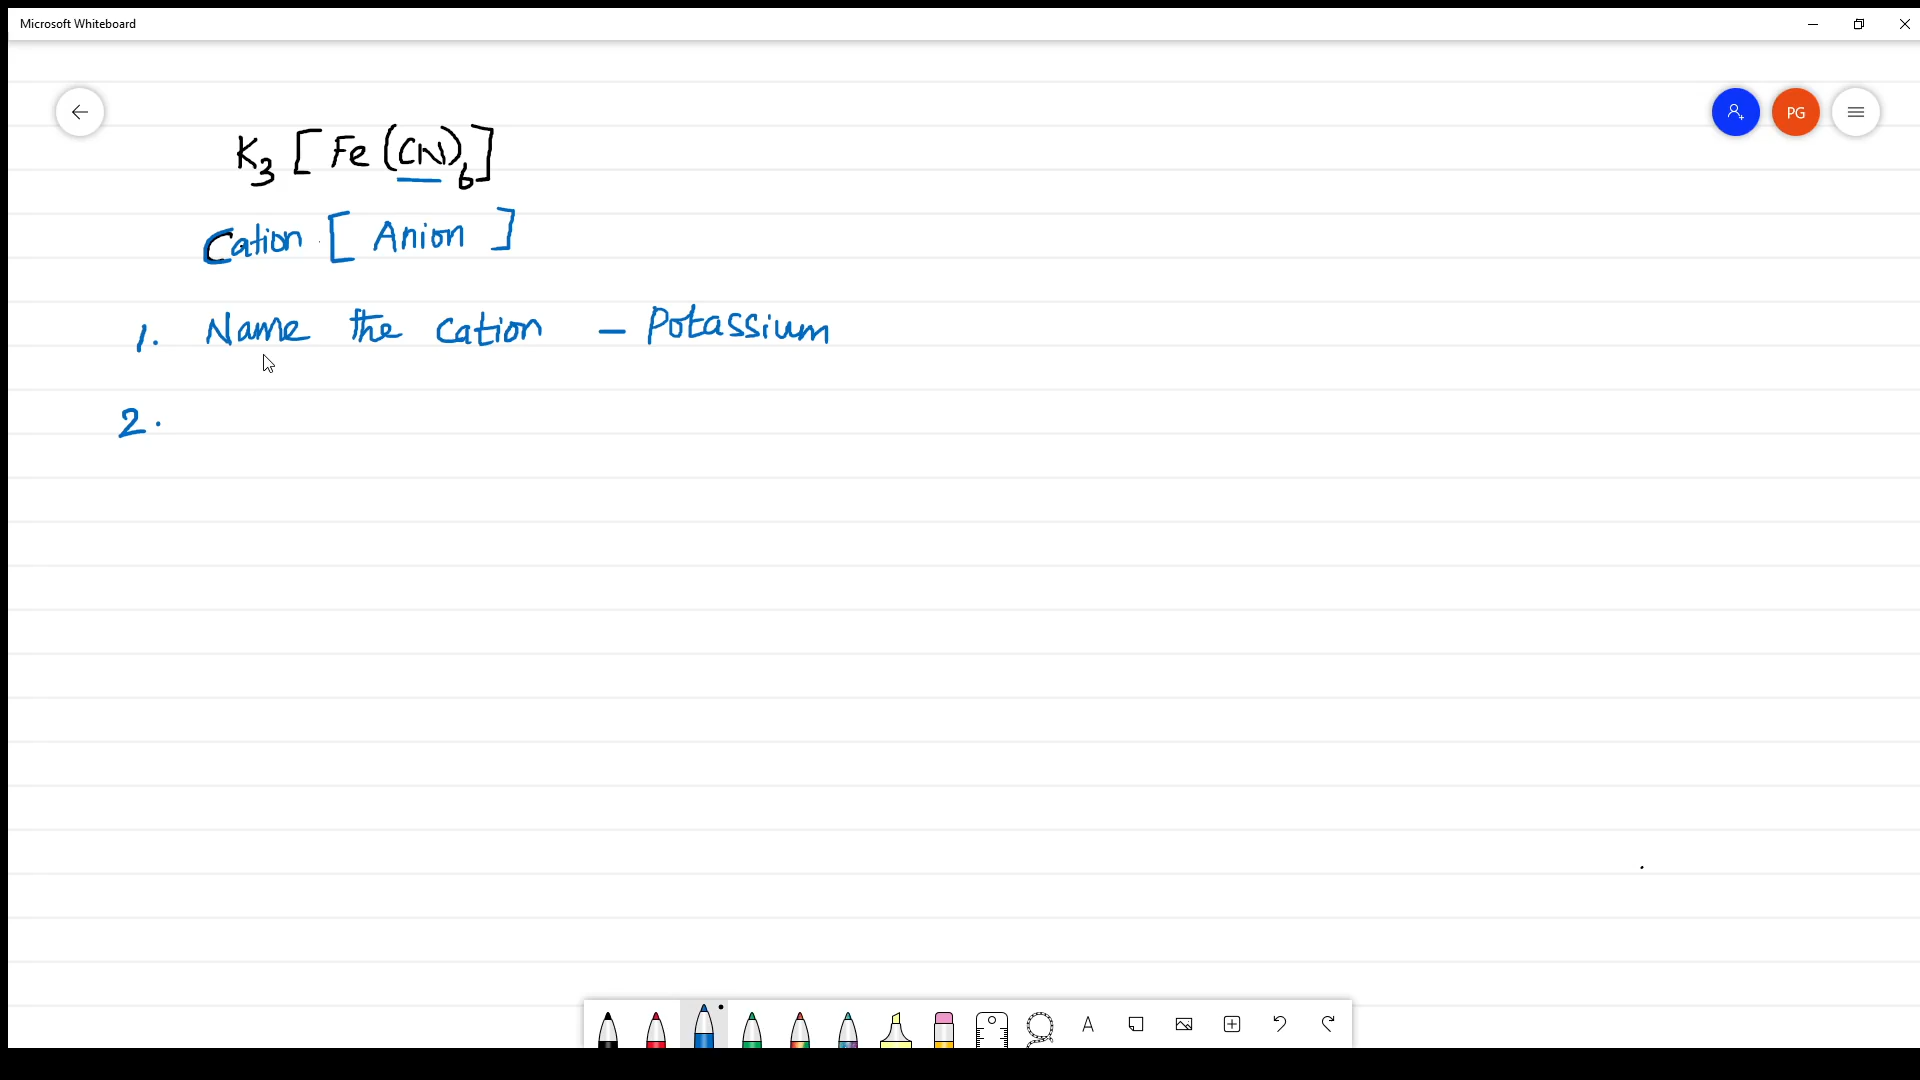 Microsoft Whiteboard
PG
K₃ [ Fe (CN)₆ ]
Cation [ Anion ]
1. Name the cation – Potassium
2.